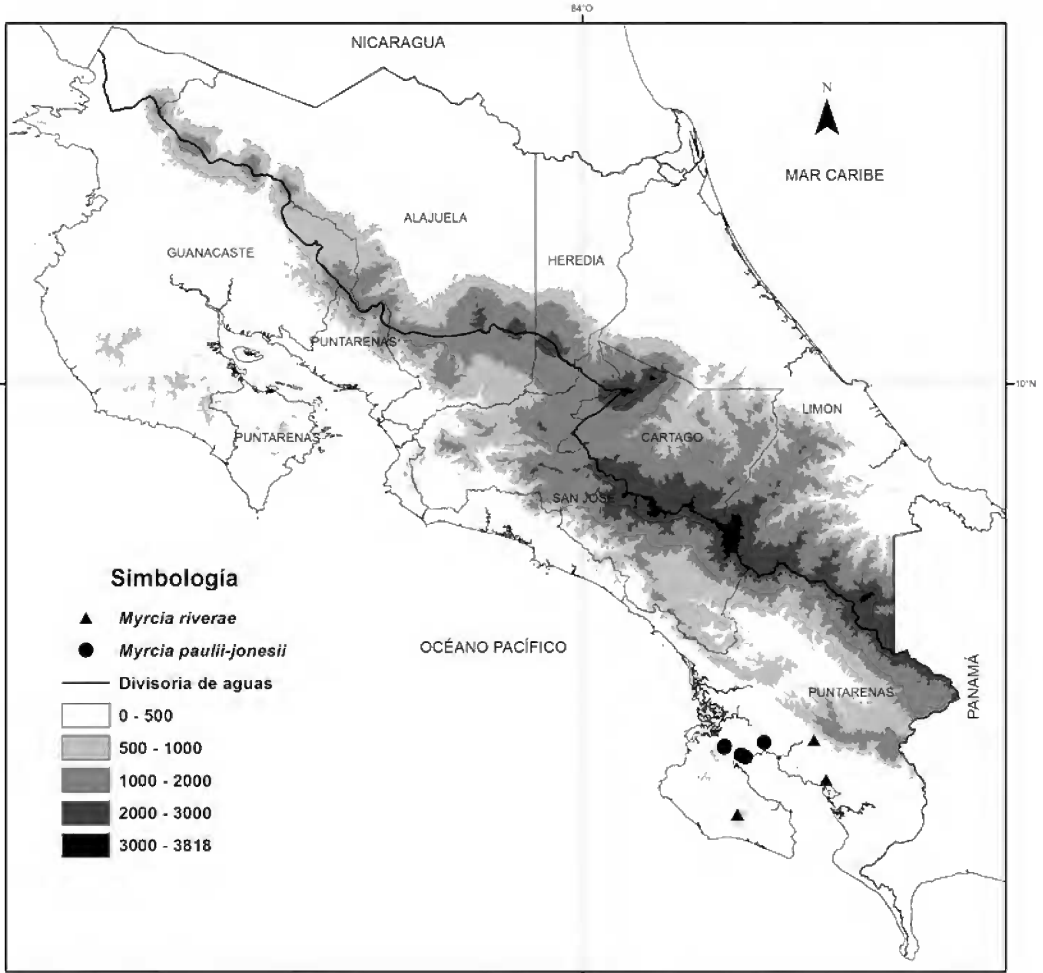 84°O
NICARAGUA
N
MAR CARIBE
ALAJUELA
GUANACASTE
HEREDIA
PUNTARENAS
10°N
LIMON
PUNTARENAS
CARTAGO
SAN JOSE
Simbología
Myrcia riverae
Myrcia paulii-jonesii
OCÉANO PACÍFICO
Divisoria de aguas
PUNTARENAS
PANAMÁ
0 - 500
500 - 1000
1000 - 2000
2000 - 3000
3000 - 3818